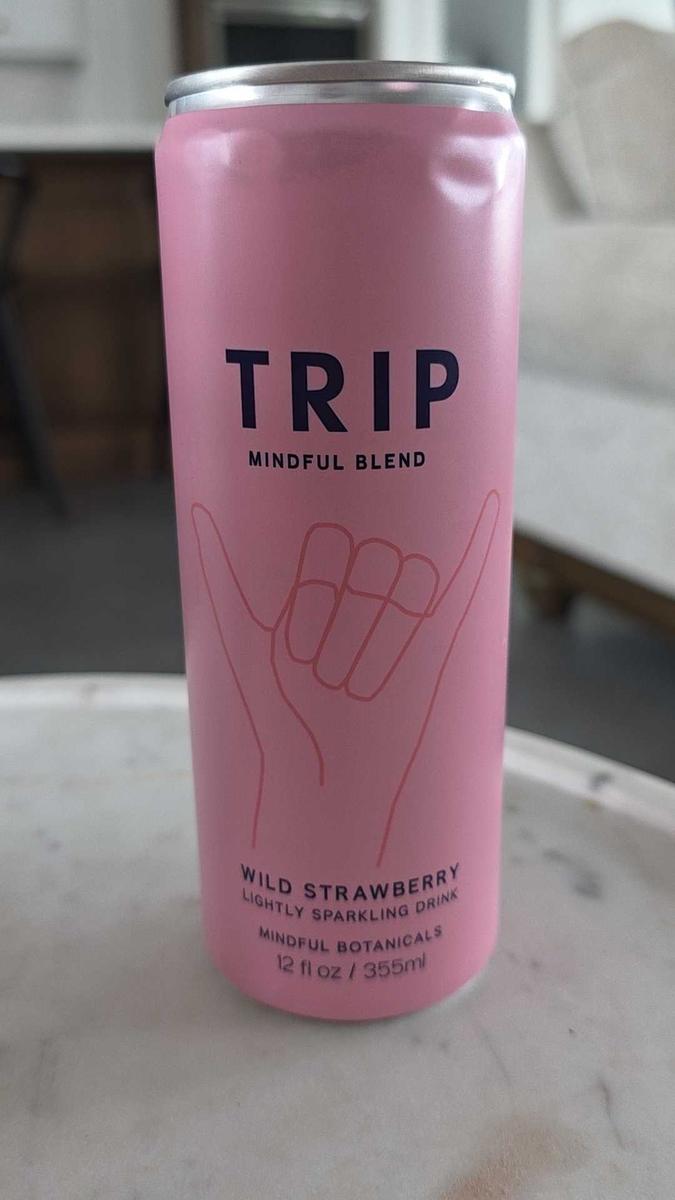 TRIP
MINDFUL BLEND
WILD STRAWBERRY
LIGHTLY SPARKLING DRINK
MINDFUL BOTANICALS
12 fl oz / 355ml